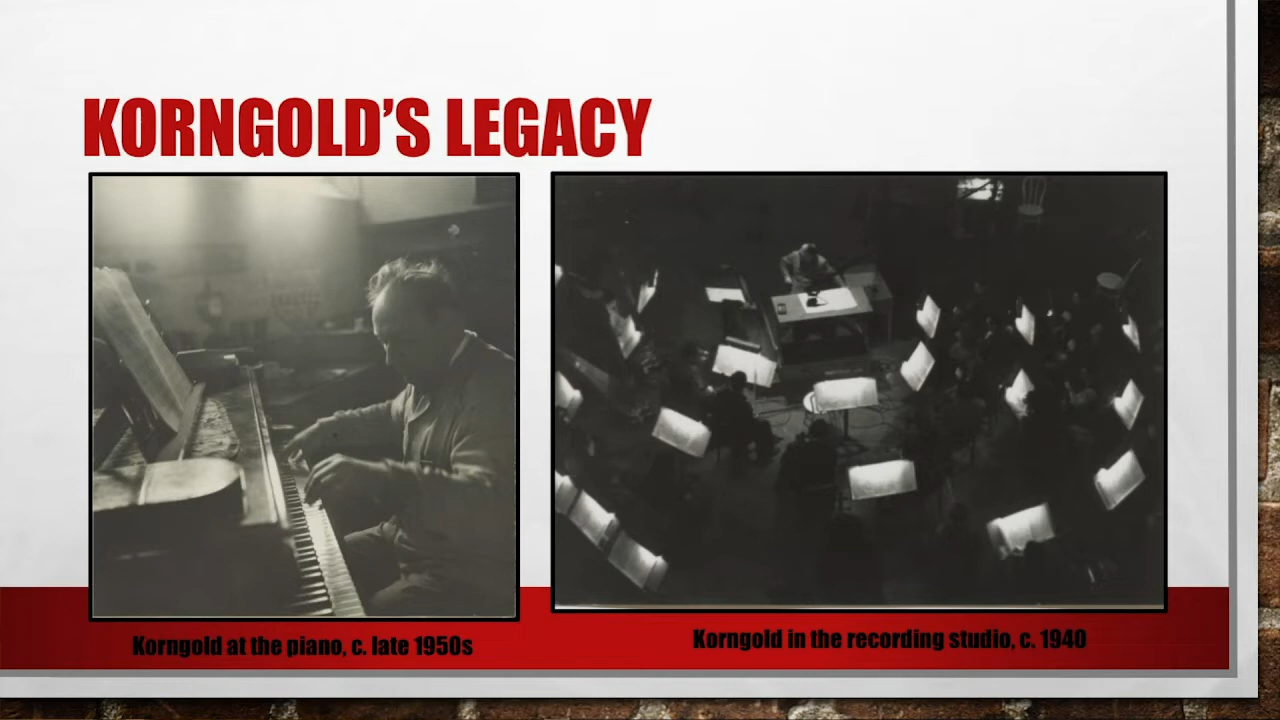 KORNGOLD'S LEGACY
Korngold at the piano, c. late 1950s
Korngold in the recording studio, c. 1940